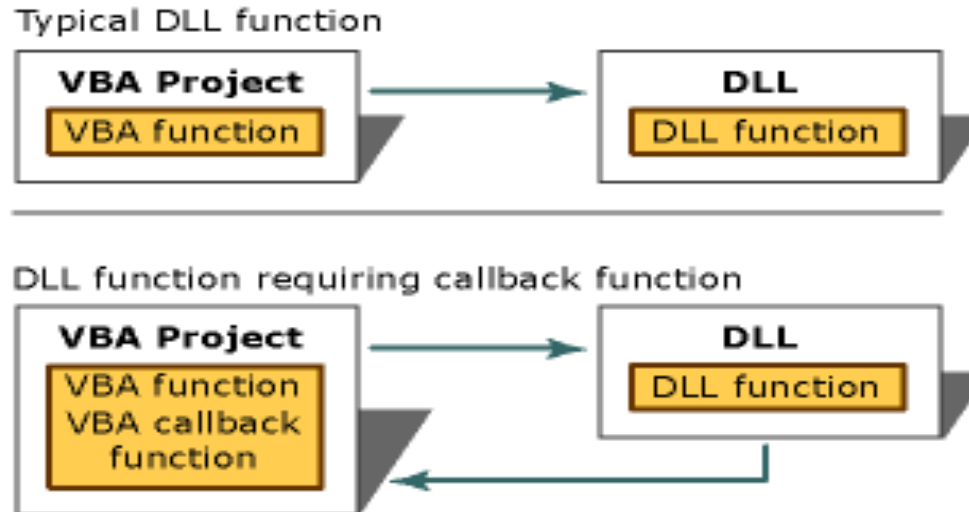 Typical DLL function
VBA Project
VBA function
DLL
DLL function
DLL function requiring callback function
VBA Project
VBA function
VBA callback
function
DLL
DLL function